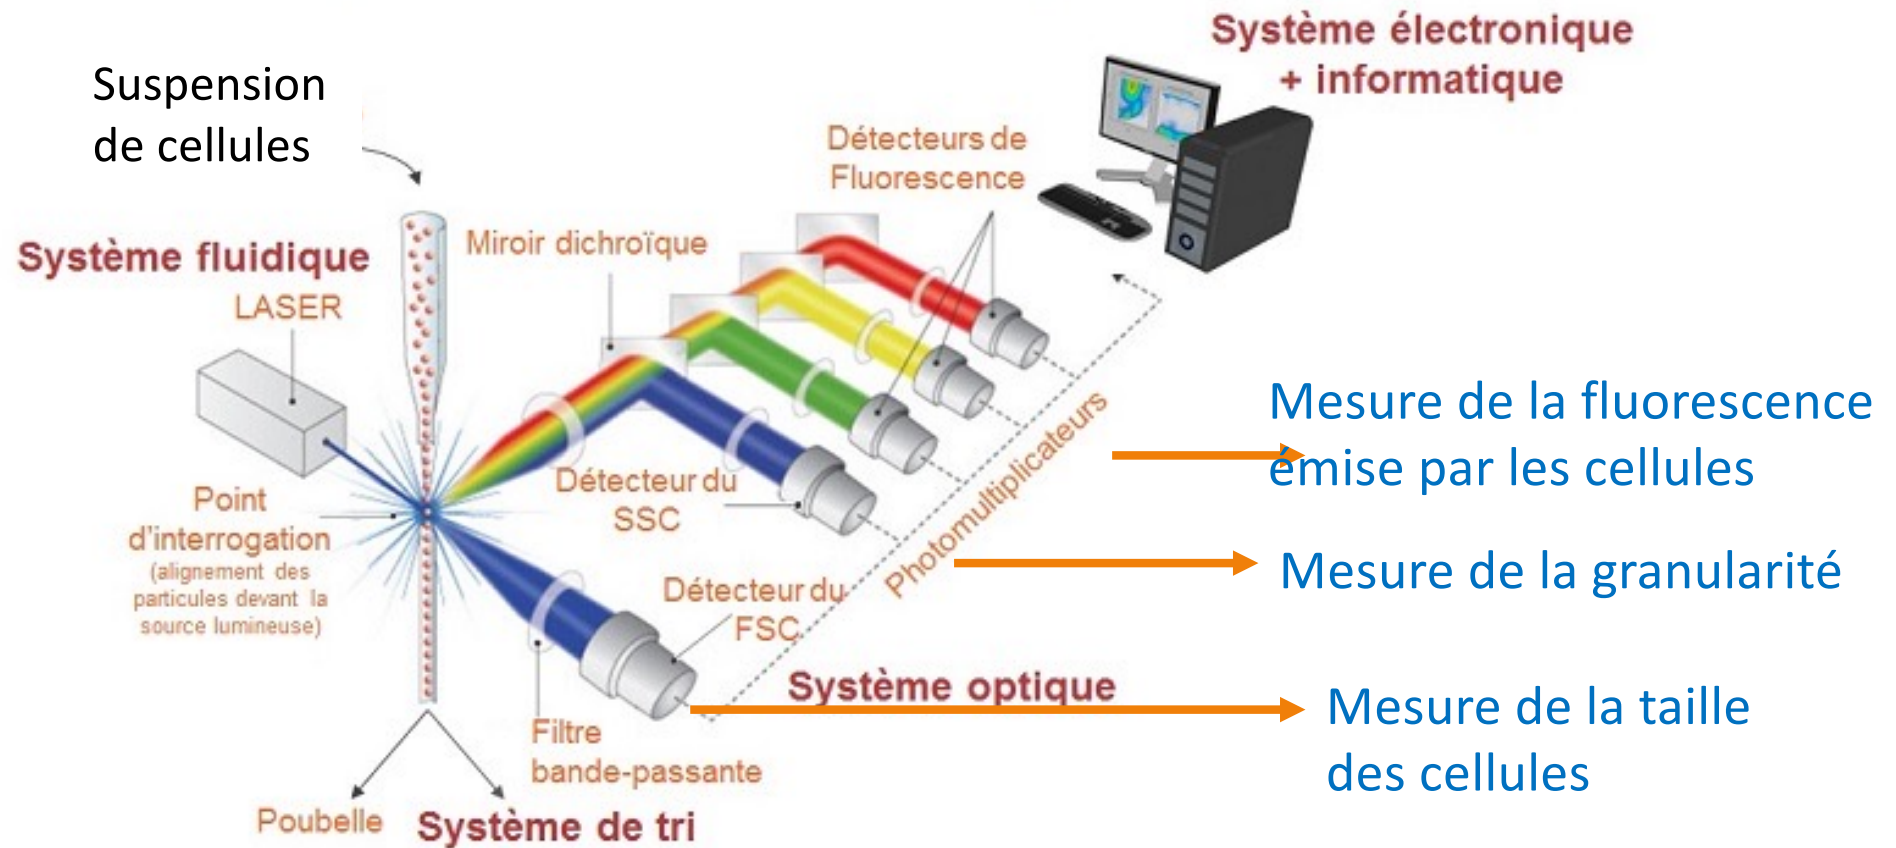 Système électronique
+ informatique
Suspension
de cellules
Détecteurs de
Fluorescence
Miroir dichroïque
Système fluidique
LASER
Mesure de la fluorescence
émise par les cellules
Photomultiplicateurs
Détecteur du
SSC
Point
d'interrogation
(alignement des
particules devant la
source lumineuse)
Mesure de la granularité
Détecteur du
FSC
Système optique
Mesure de la taille
des cellules
Filtre
bande-passante
Poubelle
Système de tri